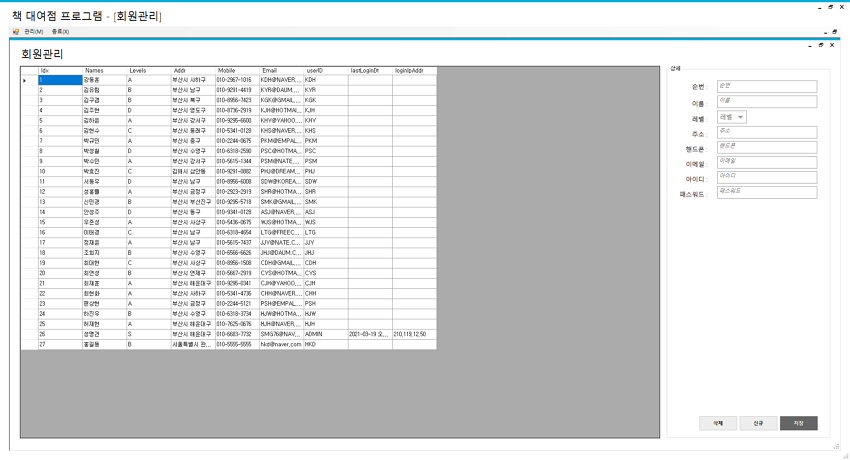 책 대여점 프로그램 - [회원관리]
관리(M) 종료(X)
회원관리
Idx Names Levels Addr Mobile Email userID lastLoginDt loginIpAddr
1 강동훈 A 부산시 사하구 010-2967-1016 KDH@NAVER,... KDH
2 김유림 B 부산시 남구 010-9291-4419 KYR@DAUM,... KYR
3 김구경 B 부산시 북구 010-8996-7423 KGK@GMAIL,... KGK
4 김주현 D 부산시 영도구 010-8736-2919 KJH@HOTMAI... KJH
5 김하윤 A 부산시 강서구 010-9295-6600 KHY@YAHOO,... KHY
6 김현수 C 부산시 동래구 010-5341-0128 KHS@NAVER,... KHS
7 박규민 A 부산시 중구 010-2244-0675 PKM@EMPAL,... PKM
8 박성철 D 부산시 수영구 010-6318-2590 PSC@HOTMA,... PSC
9 박수민 A 부산시 강서구 010-5615-1344 PSM@NATE,... PSM
10 박효진 C 김해시 삼안동 010-9291-0882 PHJ@DREAM,... PHJ
11 서동우 D 부산시 남구 010-8996-6008 SDW@KOREA,... SDW
12 성홍률 A 부산시 금정구 010-2923-2919 SHR@HOTMA,... SHR
13 신민경 B 부산시 부산진구 010-9295-5718 SMK@GMAIL,... SMK
14 안성주 D 부산시 동구 010-9341-0128 ASJ@NAVER,... ASJ
15 우준성 A 부산시 사상구 010-5436-0675 WJS@HOTMA,... WJS
16 이태경 C 부산시 남구 010-6318-4654 LTG@FREEC,... LTG
17 정재윤 A 부산시 남구 010-5615-7437 JJY@NATE,C... JJY
18 조희지 B 부산시 수영구 010-6566-6626 JHJ@DAUM,C... JHJ
19 최대현 C 부산시 사상구 010-8956-1508 CDH@GMAIL,... CDH
20 최연성 B 부산시 연제구 010-5667-2919 CYS@HOTMA,... CYS
21 최재훈 A 부산시 해운대구 010-9295-0341 CJH@YAHOO,... CJH
22 최현화 A 부산시 사하구 010-5341-4736 CHH@NAVER,... CHH
23 편상현 A 부산시 금정구 010-2244-5121 PSH@EMPAL,... PSH
24 하진우 B 부산시 수영구 010-6318-3734 HJW@HOTMA,... HJW
25 허재현 A 부산시 해운대구 010-7625-0676 HJH@NAVER,... HJH
26 성명건 S 부산시 해운대구 010-6683-7732 SMG76@NAV,... ADMIN 2021-03-19 오... 210,119,12,50
27 홍길동 B 서울특별시 관... 010-5555-5555 hkd@naver.com HKD
상세
순번 : 순번
이름 : 이름
레벨 : 레벨
주소 : 주소
핸드폰 : 핸드폰
이메일 : 이메일
아이디 : 아이디
패스워드 : 패스워드
삭제 신규 저장